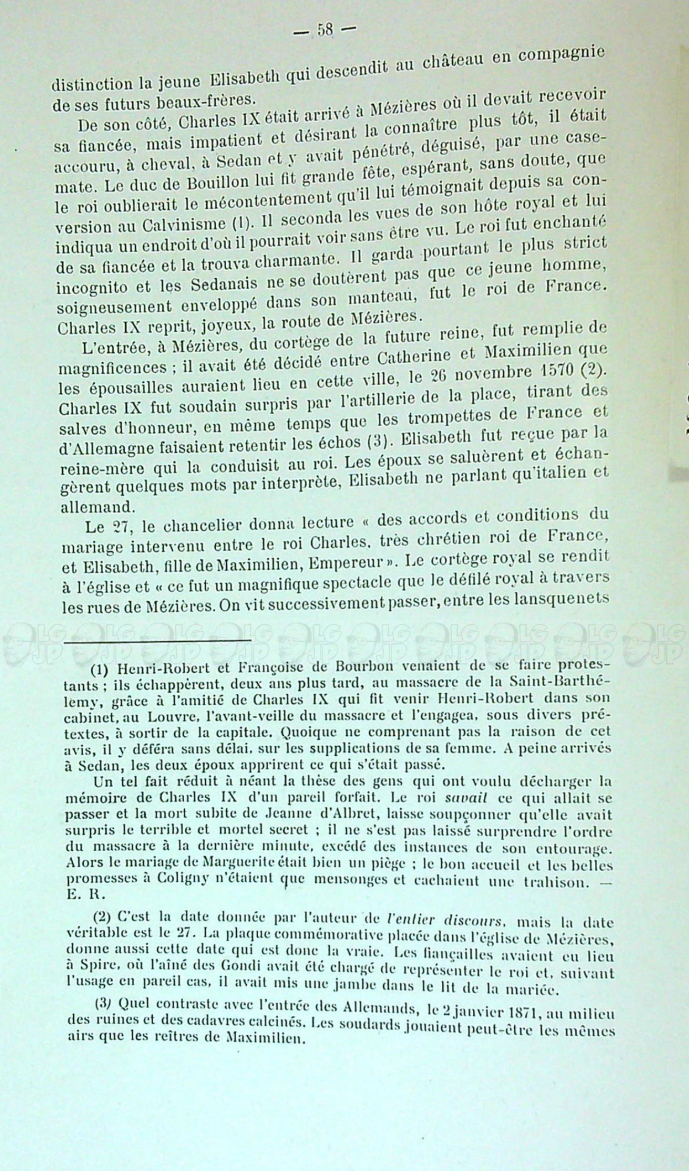 — 58 —
distinction la jeune Elisabeth qui descendit au château en compagnie
de ses futurs beaux-frères.
De son côté, Charles IX était arrivé à Mézières où il devait recevoir
sa fiancée, mais impatient et désirant la connaître plus tôt, il était
accouru, à cheval, à Sedan et y avait pénétré, déguisé, par une case-
mate. Le duc de Bouillon lui fit grande fête, espérant, sans doute, que
le roi oublierait le mécontentement qu'il lui témoignait depuis sa con-
version au Calvinisme (1). Il seconda les vues de son hôte royal et lui
indiqua un endroit d'où il pourrait voir sans être vu. Le roi fut enchanté
de sa fiancée et la trouva charmante. Il garda pourtant le plus strict
incognito et les Sedanais ne se doutèrent pas que ce jeune homme,
soigneusement enveloppé dans son manteau, fut le roi de France.
Charles IX reprit, joyeux, la route de Mézières.
L'entrée, à Mézières, du cortège de la future reine, fut remplie de
magnificences ; il avait été décidé entre Catherine et Maximilien que
les épousailles auraient lieu en cette ville, le 26 novembre 1570 (2).
Charles IX fut soudain surpris par l'artillerie de la place, tirant des
salves d'honneur, en même temps que les trompettes de France et
d'Allemagne faisaient retentir les échos (3). Elisabeth fut reçue par la
reine-mère qui la conduisit au roi. Les époux se saluèrent et échan-
gèrent quelques mots par interprète, Elisabeth ne parlant qu'italien et
allemand.
Le 27, le chancelier donna lecture « des accords et conditions du
mariage intervenu entre le roi Charles, très chrétien roi de France,
et Elisabeth, fille de Maximilien, Empereur ». Le cortège royal se rendit
à l'église et « ce fut un magnifique spectacle que le défilé royal à travers
les rues de Mézières. On vit successivement passer, entre les lansquenets
(1) Henri-Robert et Françoise de Bourbon venaient de se faire protes-
tants ; ils échappèrent, deux ans plus tard, au massacre de la Saint-Barthé-
lemy, grâce à l'amitié de Charles IX qui fit venir Henri-Robert dans son
cabinet, au Louvre, l'avant-veille du massacre et l'engagea, sous divers pré-
textes, à sortir de la capitale. Quoique ne comprenant pas la raison de cet
avis, il y déféra sans délai, sur les supplications de sa femme. A peine arrivés
à Sedan, les deux époux apprirent ce qui s'était passé.
Un tel fait réduit à néant la thèse des gens qui ont voulu décharger la
mémoire de Charles IX d'un pareil forfait. Le roi savait ce qui allait se
passer et la mort subite de Jeanne d'Albret, laisse soupçonner qu'elle avait
surpris le terrible et mortel secret ; il ne s'est pas laissé surprendre l'ordre
du massacre à la dernière minute, excédé des instances de son entourage.
Alors le mariage de Marguerite était bien un piège ; le bon accueil et les belles
promesses à Coligny n'étaient que mensonges et cachaient une trahison. —
E. R.
(2) C'est la date donnée par l'auteur de l'entier discours, mais la date
véritable est le 27. La plaque commémorative placée dans l'église de Mézières,
donne aussi cette date qui est donc la vraie. Les fiançailles avaient eu lieu
à Spire, où l'aîné des Gondi avait été chargé de représenter le roi et, suivant
l'usage en pareil cas, il avait mis une jambe dans le lit de la mariée.
(3) Quel contraste avec l'entrée des Allemands, le 2 janvier 1871, au milieu
des ruines et des cadavres calcinés. Les soudards jouaient peut-être les mêmes
airs que les reîtres de Maximilien.